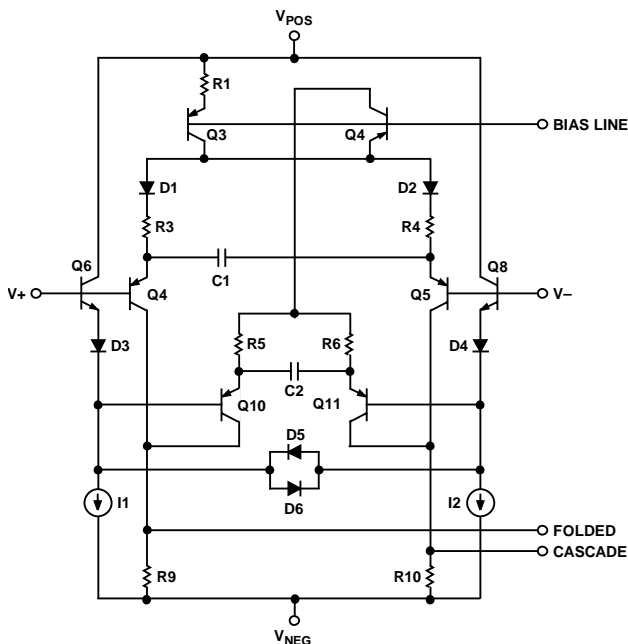 VPOS
R1
Q3
Q4
BIAS LINE
D1
D2
R3
R4
Q6
C1
Q8
V+
Q4
Q5
V–
D3
R5
R6
D4
C2
Q10
Q11
D5
I1
D6
I2
FOLDED
CASCADE
R9
R10
VNEG